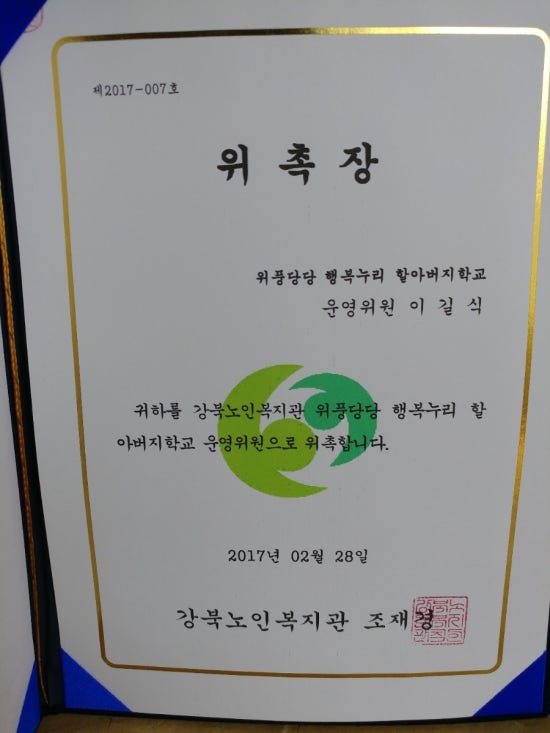 제2017-007호
위 촉 장
위풍당당 행복누리 할아버지학교
운영위원 이 길 식
귀하를 강북노인복지관 위풍당당 행복누리 할
아버지학교 운영위원으로 위촉합니다.
2017년 02월 28일
강북노인복지관 조재경